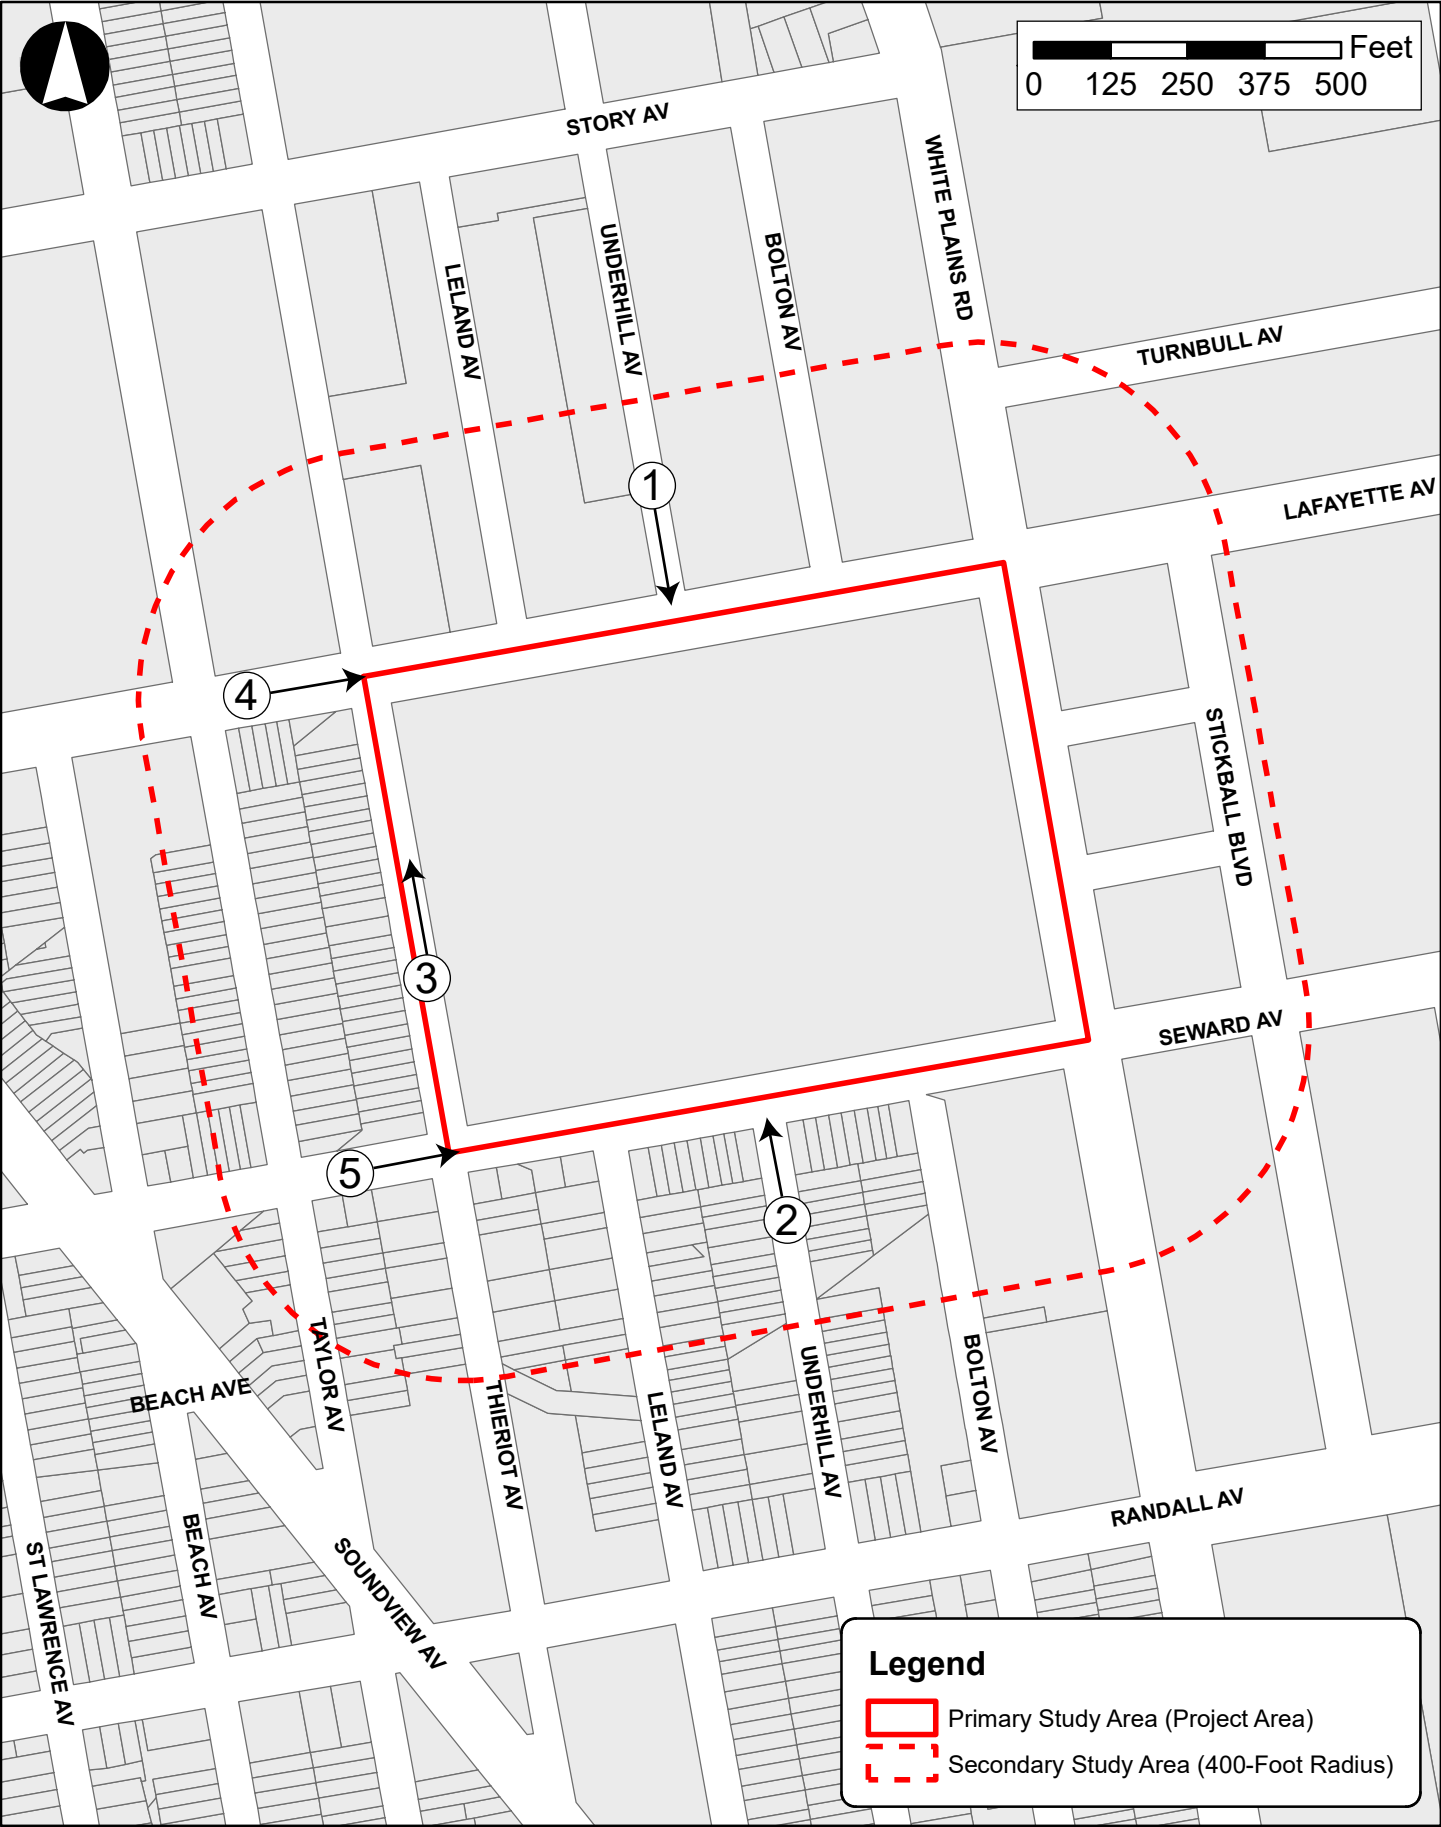 Feet
0 125 250 375 500
STORY AV
WHITE PLAINS RD
UNDERHILL AV
BOLTON AV
LELAND AV
TURNBULL AV
LAFAYETTE AV
1
4
STICKBALL BLVD
3
SEWARD AV
5
2
TAYLOR AV
BEACH AVE
THIERIOT AV
LELAND AV
UNDERHILL AV
BOLTON AV
RANDALL AV
ST LAWRENCE AV
BEACH AV
SOUNDVIEW AV
Legend
Primary Study Area (Project Area)
Secondary Study Area (400-Foot Radius)